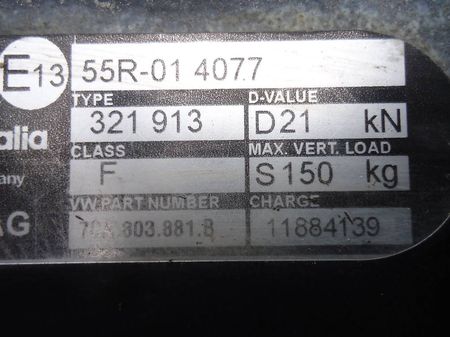 E13 55R-01 4077
TYPE D-VALUE
321 913 D21 kN
alia CLASS MAX. VERT. LOAD
any F S150 kg
VW.PART NUMBER CHARGE
AG 803.881.B 11884139